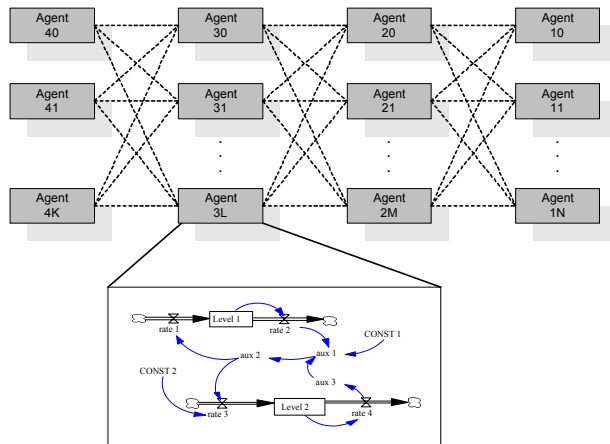 Agent
40
Agent
30
Agent
20
Agent
10
Agent
41
Agent
31
Agent
21
Agent
11
Agent
4K
Agent
3L
Agent
2M
Agent
1N
Level 1
rate 1
rate 2
CONST 1
aux 1
aux 2
CONST 2
aux 3
Level 2
rate 3
rate 4